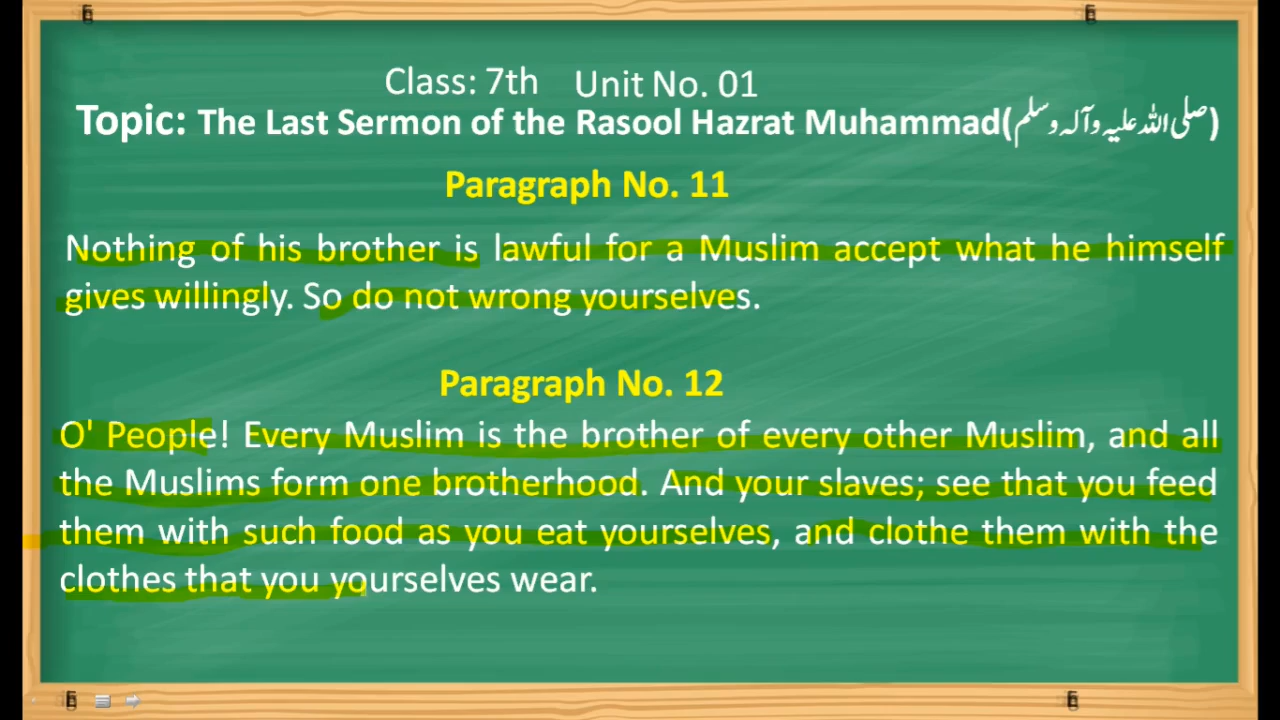 Class: 7th Unit No. 01
Topic: The Last Sermon of the Rasool Hazrat Muhammad(صلی اللہ علیہ وآلہ وسلم)
Paragraph No. 11
Nothing of his brother is lawful for a Muslim accept what he himself
gives willingly. So do not wrong yourselves.
Paragraph No. 12
O' People! Every Muslim is the brother of every other Muslim, and all
the Muslims form one brotherhood. And your slaves; see that you feed
them with such food as you eat yourselves, and clothe them with the
clothes that you yourselves wear.